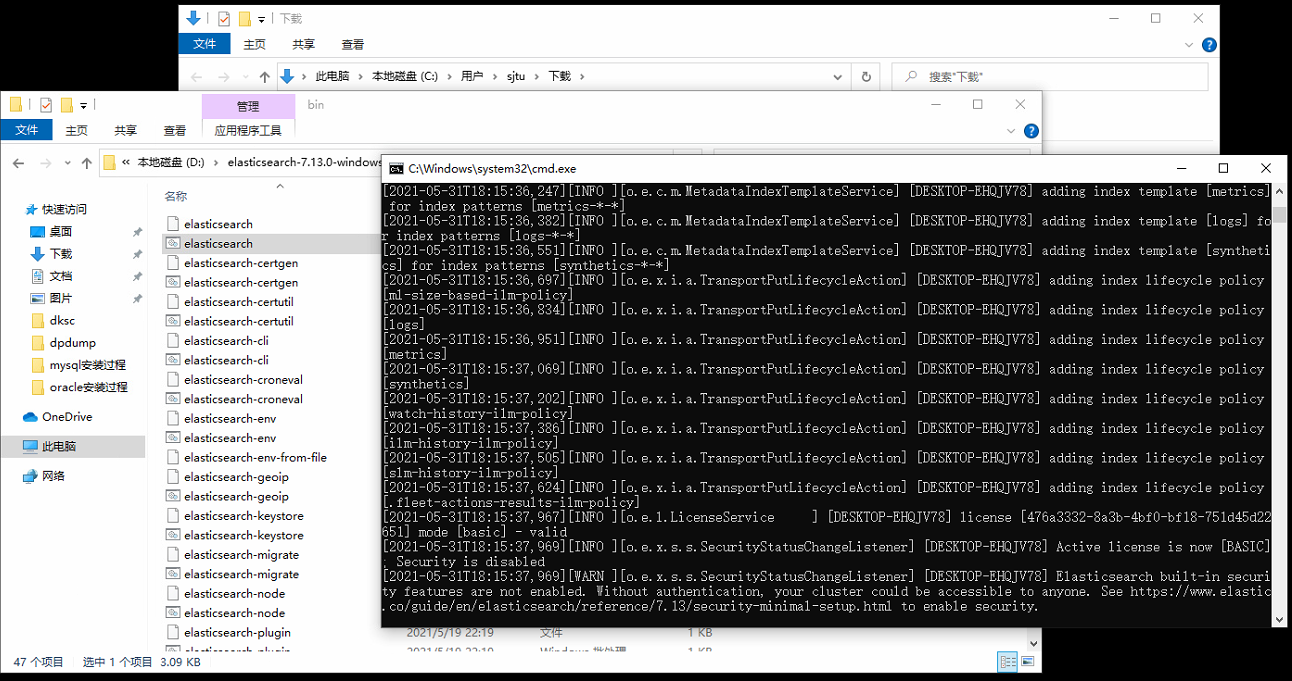 下载
文件 主页 共享 查看
此电脑 本地磁盘 (C:) 用户 sjtu 下载
搜索"下载"
管理 bin
文件 主页 共享 查看 应用程序工具
« 本地磁盘 (D:) elasticsearch-7.13.0-windows
名称
快速访问
桌面
下载
文档
图片
dksc
dpdump
mysql安装过程
oracle安装过程
OneDrive
此电脑
网络
elasticsearch
elasticsearch
elasticsearch-certgen
elasticsearch-certgen
elasticsearch-certutil
elasticsearch-certutil
elasticsearch-cli
elasticsearch-cli
elasticsearch-croneval
elasticsearch-croneval
elasticsearch-env
elasticsearch-env
elasticsearch-env-from-file
elasticsearch-geoip
elasticsearch-geoip
elasticsearch-keystore
elasticsearch-keystore
elasticsearch-migrate
elasticsearch-migrate
elasticsearch-node
elasticsearch-node
elasticsearch-plugin 2021/5/19 22:19 文件 1 KB
47 个项目 选中 1 个项目 3.09 KB
C:\Windows\system32\cmd.exe
[2021-05-31T18:15:36,247][INFO ][o.e.c.m.MetadataIndexTemplateService] [DESKTOP-EHQJV78] adding index template [metrics]
 for index patterns [metrics-*-*]
[2021-05-31T18:15:36,382][INFO ][o.e.c.m.MetadataIndexTemplateService] [DESKTOP-EHQJV78] adding index template [logs] fo
r index patterns [logs-*-*]
[2021-05-31T18:15:36,551][INFO ][o.e.c.m.MetadataIndexTemplateService] [DESKTOP-EHQJV78] adding index template [syntheti
cs] for index patterns [synthetics-*-*]
[2021-05-31T18:15:36,697][INFO ][o.e.x.i.a.TransportPutLifecycleAction] [DESKTOP-EHQJV78] adding index lifecycle policy
[ml-size-based-ilm-policy]
[2021-05-31T18:15:36,834][INFO ][o.e.x.i.a.TransportPutLifecycleAction] [DESKTOP-EHQJV78] adding index lifecycle policy
[logs]
[2021-05-31T18:15:36,951][INFO ][o.e.x.i.a.TransportPutLifecycleAction] [DESKTOP-EHQJV78] adding index lifecycle policy
[metrics]
[2021-05-31T18:15:37,069][INFO ][o.e.x.i.a.TransportPutLifecycleAction] [DESKTOP-EHQJV78] adding index lifecycle policy
[synthetics]
[2021-05-31T18:15:37,202][INFO ][o.e.x.i.a.TransportPutLifecycleAction] [DESKTOP-EHQJV78] adding index lifecycle policy
[watch-history-ilm-policy]
[2021-05-31T18:15:37,386][INFO ][o.e.x.i.a.TransportPutLifecycleAction] [DESKTOP-EHQJV78] adding index lifecycle policy
[ilm-history-ilm-policy]
[2021-05-31T18:15:37,505][INFO ][o.e.x.i.a.TransportPutLifecycleAction] [DESKTOP-EHQJV78] adding index lifecycle policy
[slm-history-ilm-policy]
[2021-05-31T18:15:37,624][INFO ][o.e.x.i.a.TransportPutLifecycleAction] [DESKTOP-EHQJV78] adding index lifecycle policy
[.fleet-actions-results-ilm-policy]
[2021-05-31T18:15:37,967][INFO ][o.e.l.LicenseService     ] [DESKTOP-EHQJV78] license [476a3332-8a3b-4bf0-bf18-751d45d22
651] mode [basic] - valid
[2021-05-31T18:15:37,969][INFO ][o.e.x.s.s.SecurityStatusChangeListener] [DESKTOP-EHQJV78] Active license is now [BASIC]
; Security is disabled
[2021-05-31T18:15:37,969][WARN ][o.e.x.s.s.SecurityStatusChangeListener] [DESKTOP-EHQJV78] Elasticsearch built-in securi
ty features are not enabled. Without authentication, your cluster could be accessible to anyone. See https://www.elastic
.co/guide/en/elasticsearch/reference/7.13/security-minimal-setup.html to enable security.